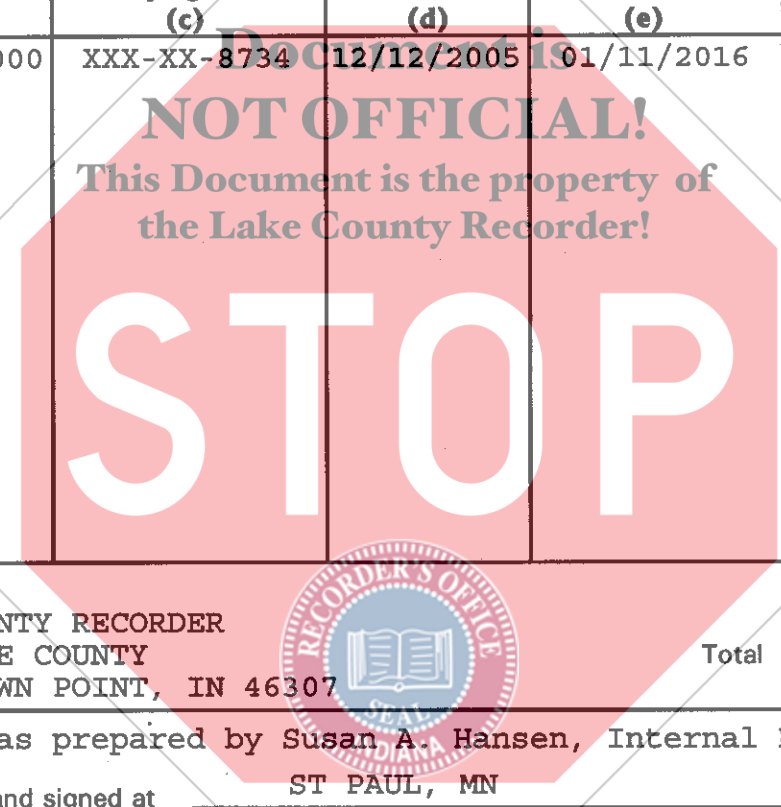 (c) (d) (e)
000 XXX-XX-8734 12/12/2005 01/11/2016
Document is
NOT OFFICIAL!
This Document is the property of
the Lake County Recorder!
STOP
RECORDER'S OFFICE
SEAL
INDIANA
NTY RECORDER
E COUNTY
Total
WN POINT, IN 46307
as prepared by Susan A. Hansen, Internal
and signed at ST PAUL, MN